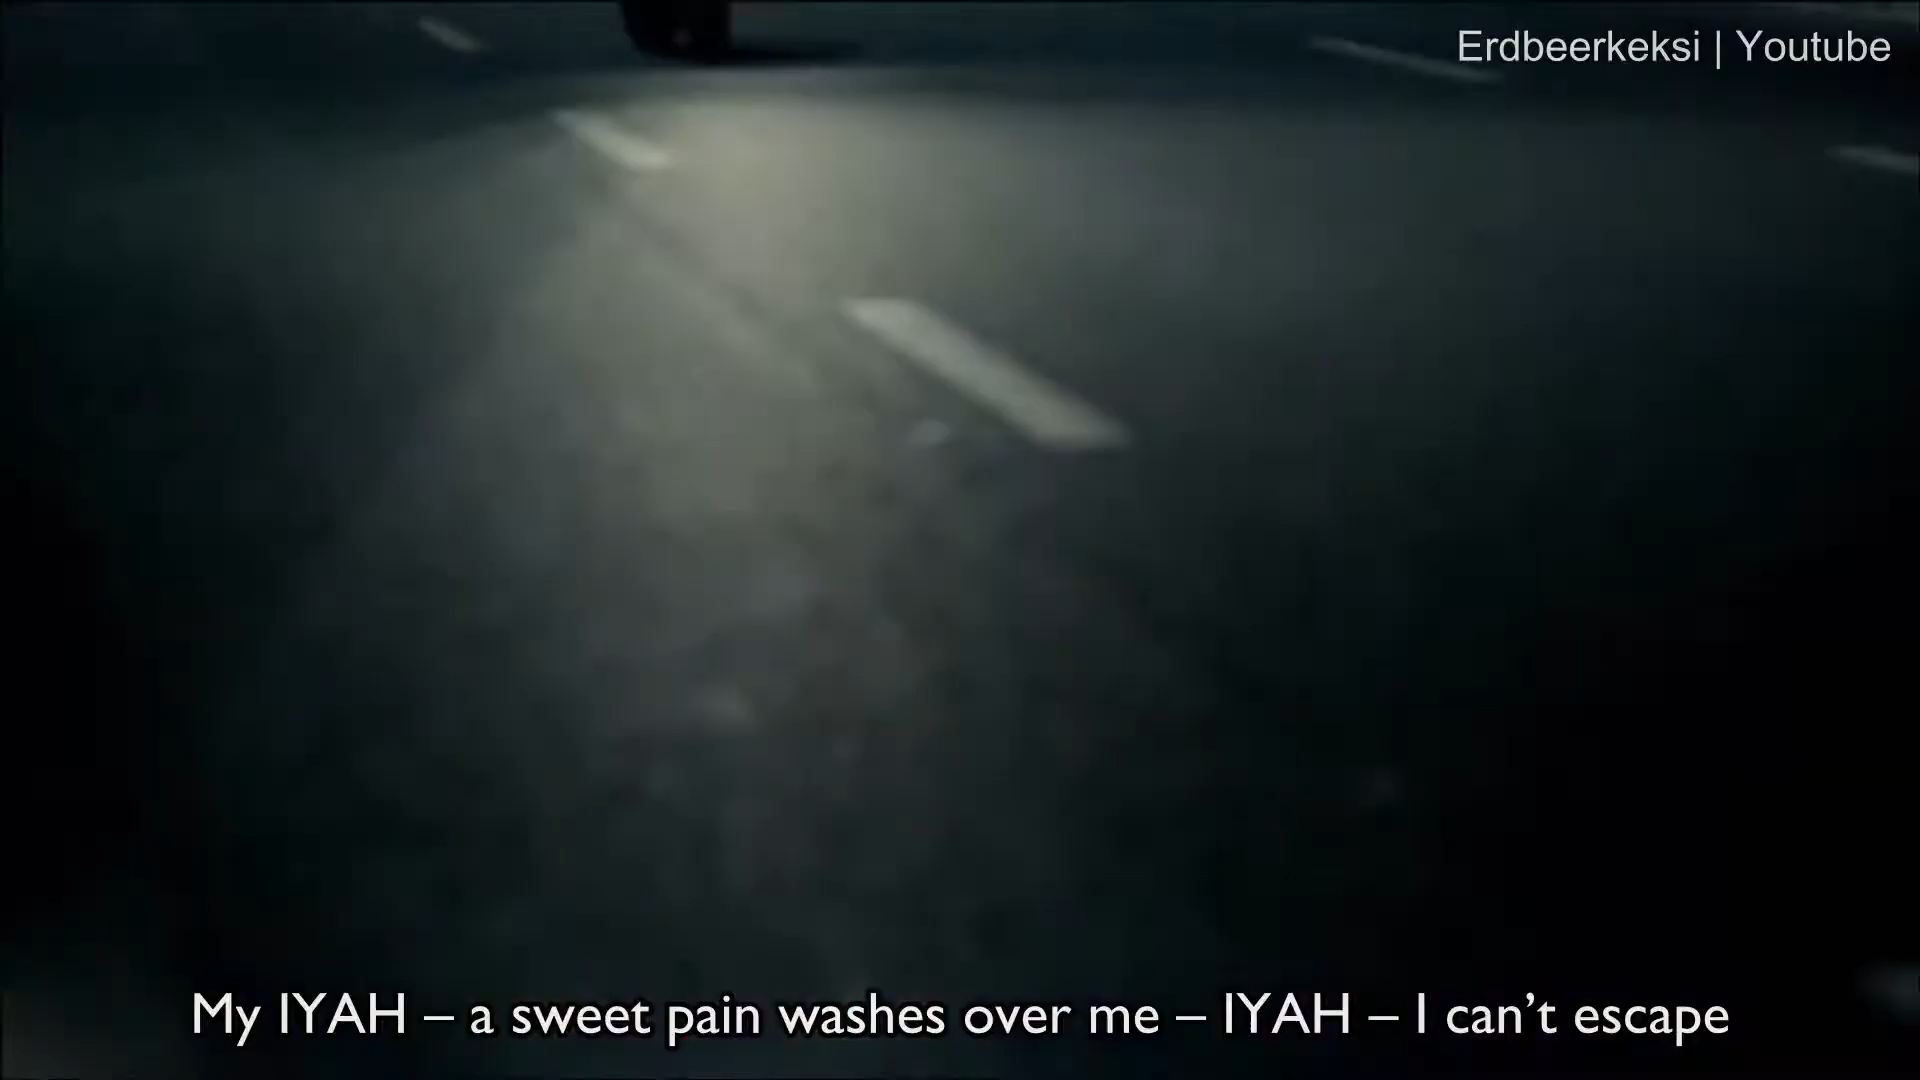 Erdbeerkeksi | Youtube
My IYAH – a sweet pain washes over me – IYAH – I can’t escape